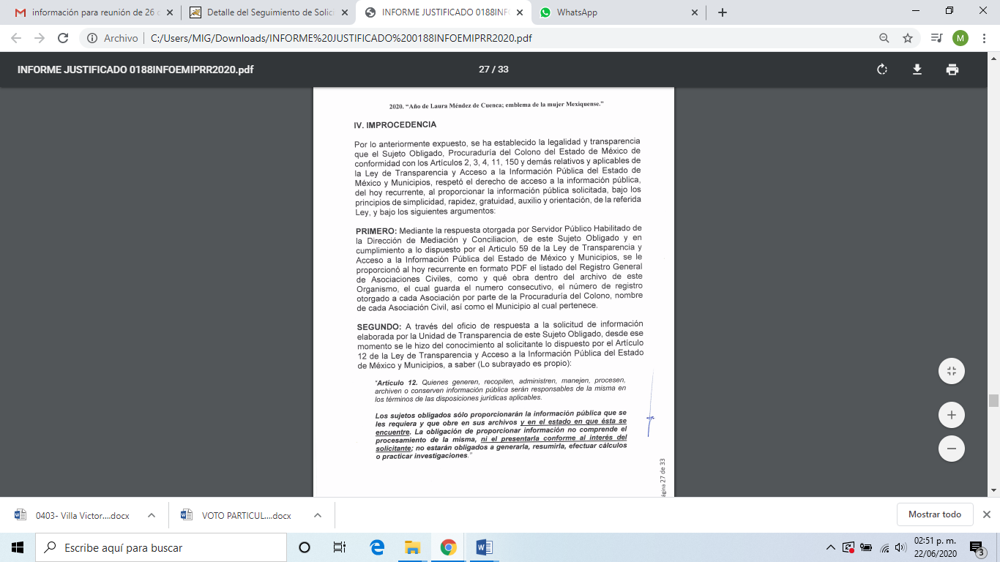 información para reunión de 26 
Detalle del Seguimiento de Solic
INFORME JUSTIFICADO 0188INF
WhatsApp
Archivo
C:/Users/MIG/Downloads/INFORME%20JUSTIFICADO%200188INFOEMIPRR2020.pdf
M
INFORME JUSTIFICADO 0188INFOEMIPRR2020.pdf
27 / 33
2020. “Año de Laura Méndez de Cuenca; emblema de la mujer Mexiquense.”
IV. IMPROCEDENCIA
Por lo anteriormente expuesto, se ha establecido la legalidad y transparencia
que el Sujeto Obligado, Procuraduría del Colono del Estado de México de
conformidad con los Artículos 2, 3, 4, 11, 150 y demás relativos y aplicables de
la Ley de Transparencia y Acceso a la Información Pública del Estado de
México y Municipios, respetó el derecho de acceso a la información pública,
del hoy recurrente, al proporcionar la información pública solicitada, bajo los
principios de simplicidad, rapidez, gratuidad, auxilio y orientación, de la referida
Ley, y bajo los siguientes argumentos:
PRIMERO: Mediante la respuesta otorgada por Servidor Público Habilitado de
la Dirección de Mediación y Conciliacion, de este Sujeto Obligado y en
cumplimiento a lo dispuesto por el Articulo 59 de la Ley de Transparencia y
Acceso a la Información Pública del Estado de México y Municipios, se le
proporcionó al hoy recurrente en formato PDF el listado del Registro General
de Asociaciones Civiles, como y qué obra dentro del archivo de este
Organismo, el cual guarda el numero consecutivo, el número de registro
otorgado a cada Asociación por parte de la Procuraduría del Colono, nombre
de cada Asociación Civil, así como el Municipio al cual pertenece.
SEGUNDO: A través del oficio de respuesta a la solicitud de información
elaborada por la Unidad de Transparencia de este Sujeto Obligado, desde ese
momento se le hizo del conocimiento al solicitante lo dispuesto por el Artículo
12 de la Ley de Transparencia y Acceso a la Información Pública del Estado
de México y Municipios, a saber (Lo subrayado es propio):
“Artículo 12. Quienes generen, recopilen, administren, manejen, procesen,
archiven o conserven información pública serán responsables de la misma en
los términos de las disposiciones jurídicas aplicables.
Los sujetos obligados sólo proporcionarán la información pública que se
les requiera y que obre en sus archivos y en el estado en que ésta se
encuentre. La obligación de proporcionar información no comprende el
procesamiento de la misma, ni el presentarla conforme al interés del
solicitante; no estarán obligados a generarla, resumirla, efectuar cálculos
o practicar investigaciones.”
ágina 27 de 33
0403- Villa Victor....docx
VOTO PARTICUL....docx
Mostrar todo
Escribe aquí para buscar
02:51 p. m.
22/06/2020
3